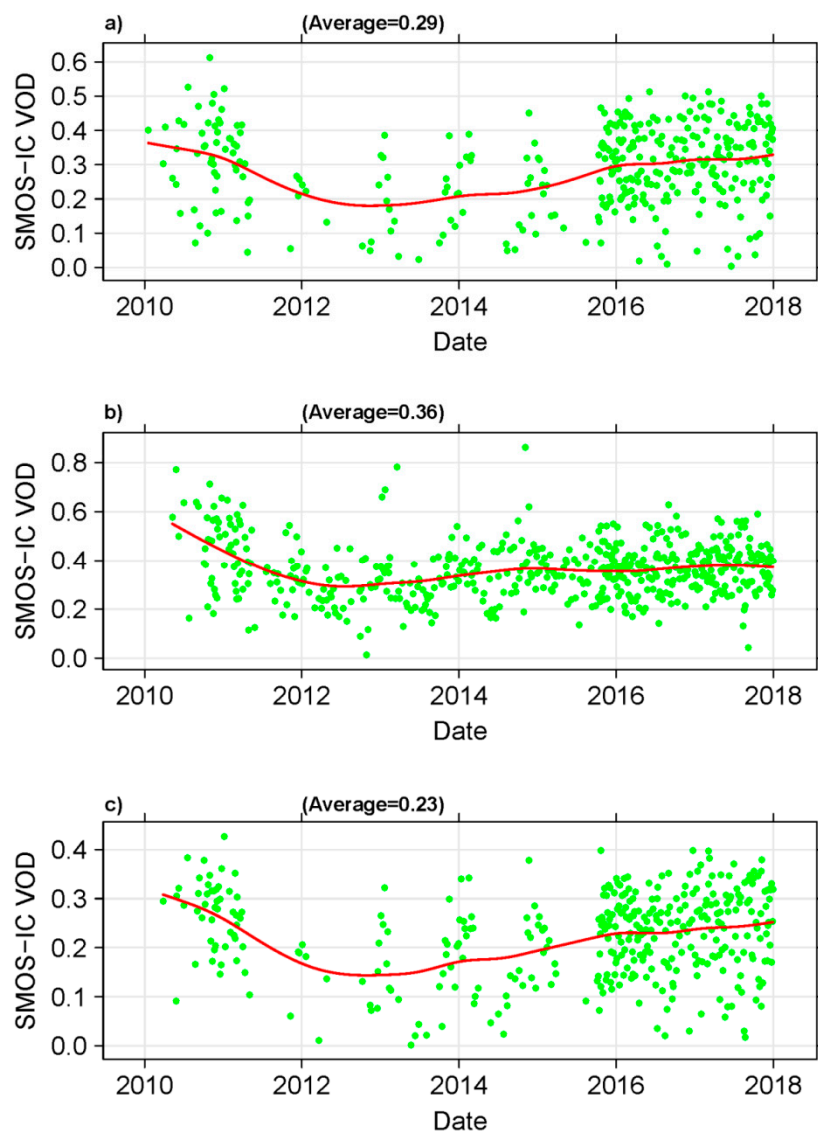 a) (Average=0.29)
SMOS-IC VOD
0.6
0.5
0.4
0.3
0.2
0.1
0.0
2010 2012 2014 2016 2018
Date
b) (Average=0.36)
SMOS-IC VOD
0.8
0.6
0.4
0.2
0.0
2010 2012 2014 2016 2018
Date
c) (Average=0.23)
SMOS-IC VOD
0.4
0.3
0.2
0.1
0.0
2010 2012 2014 2016 2018
Date